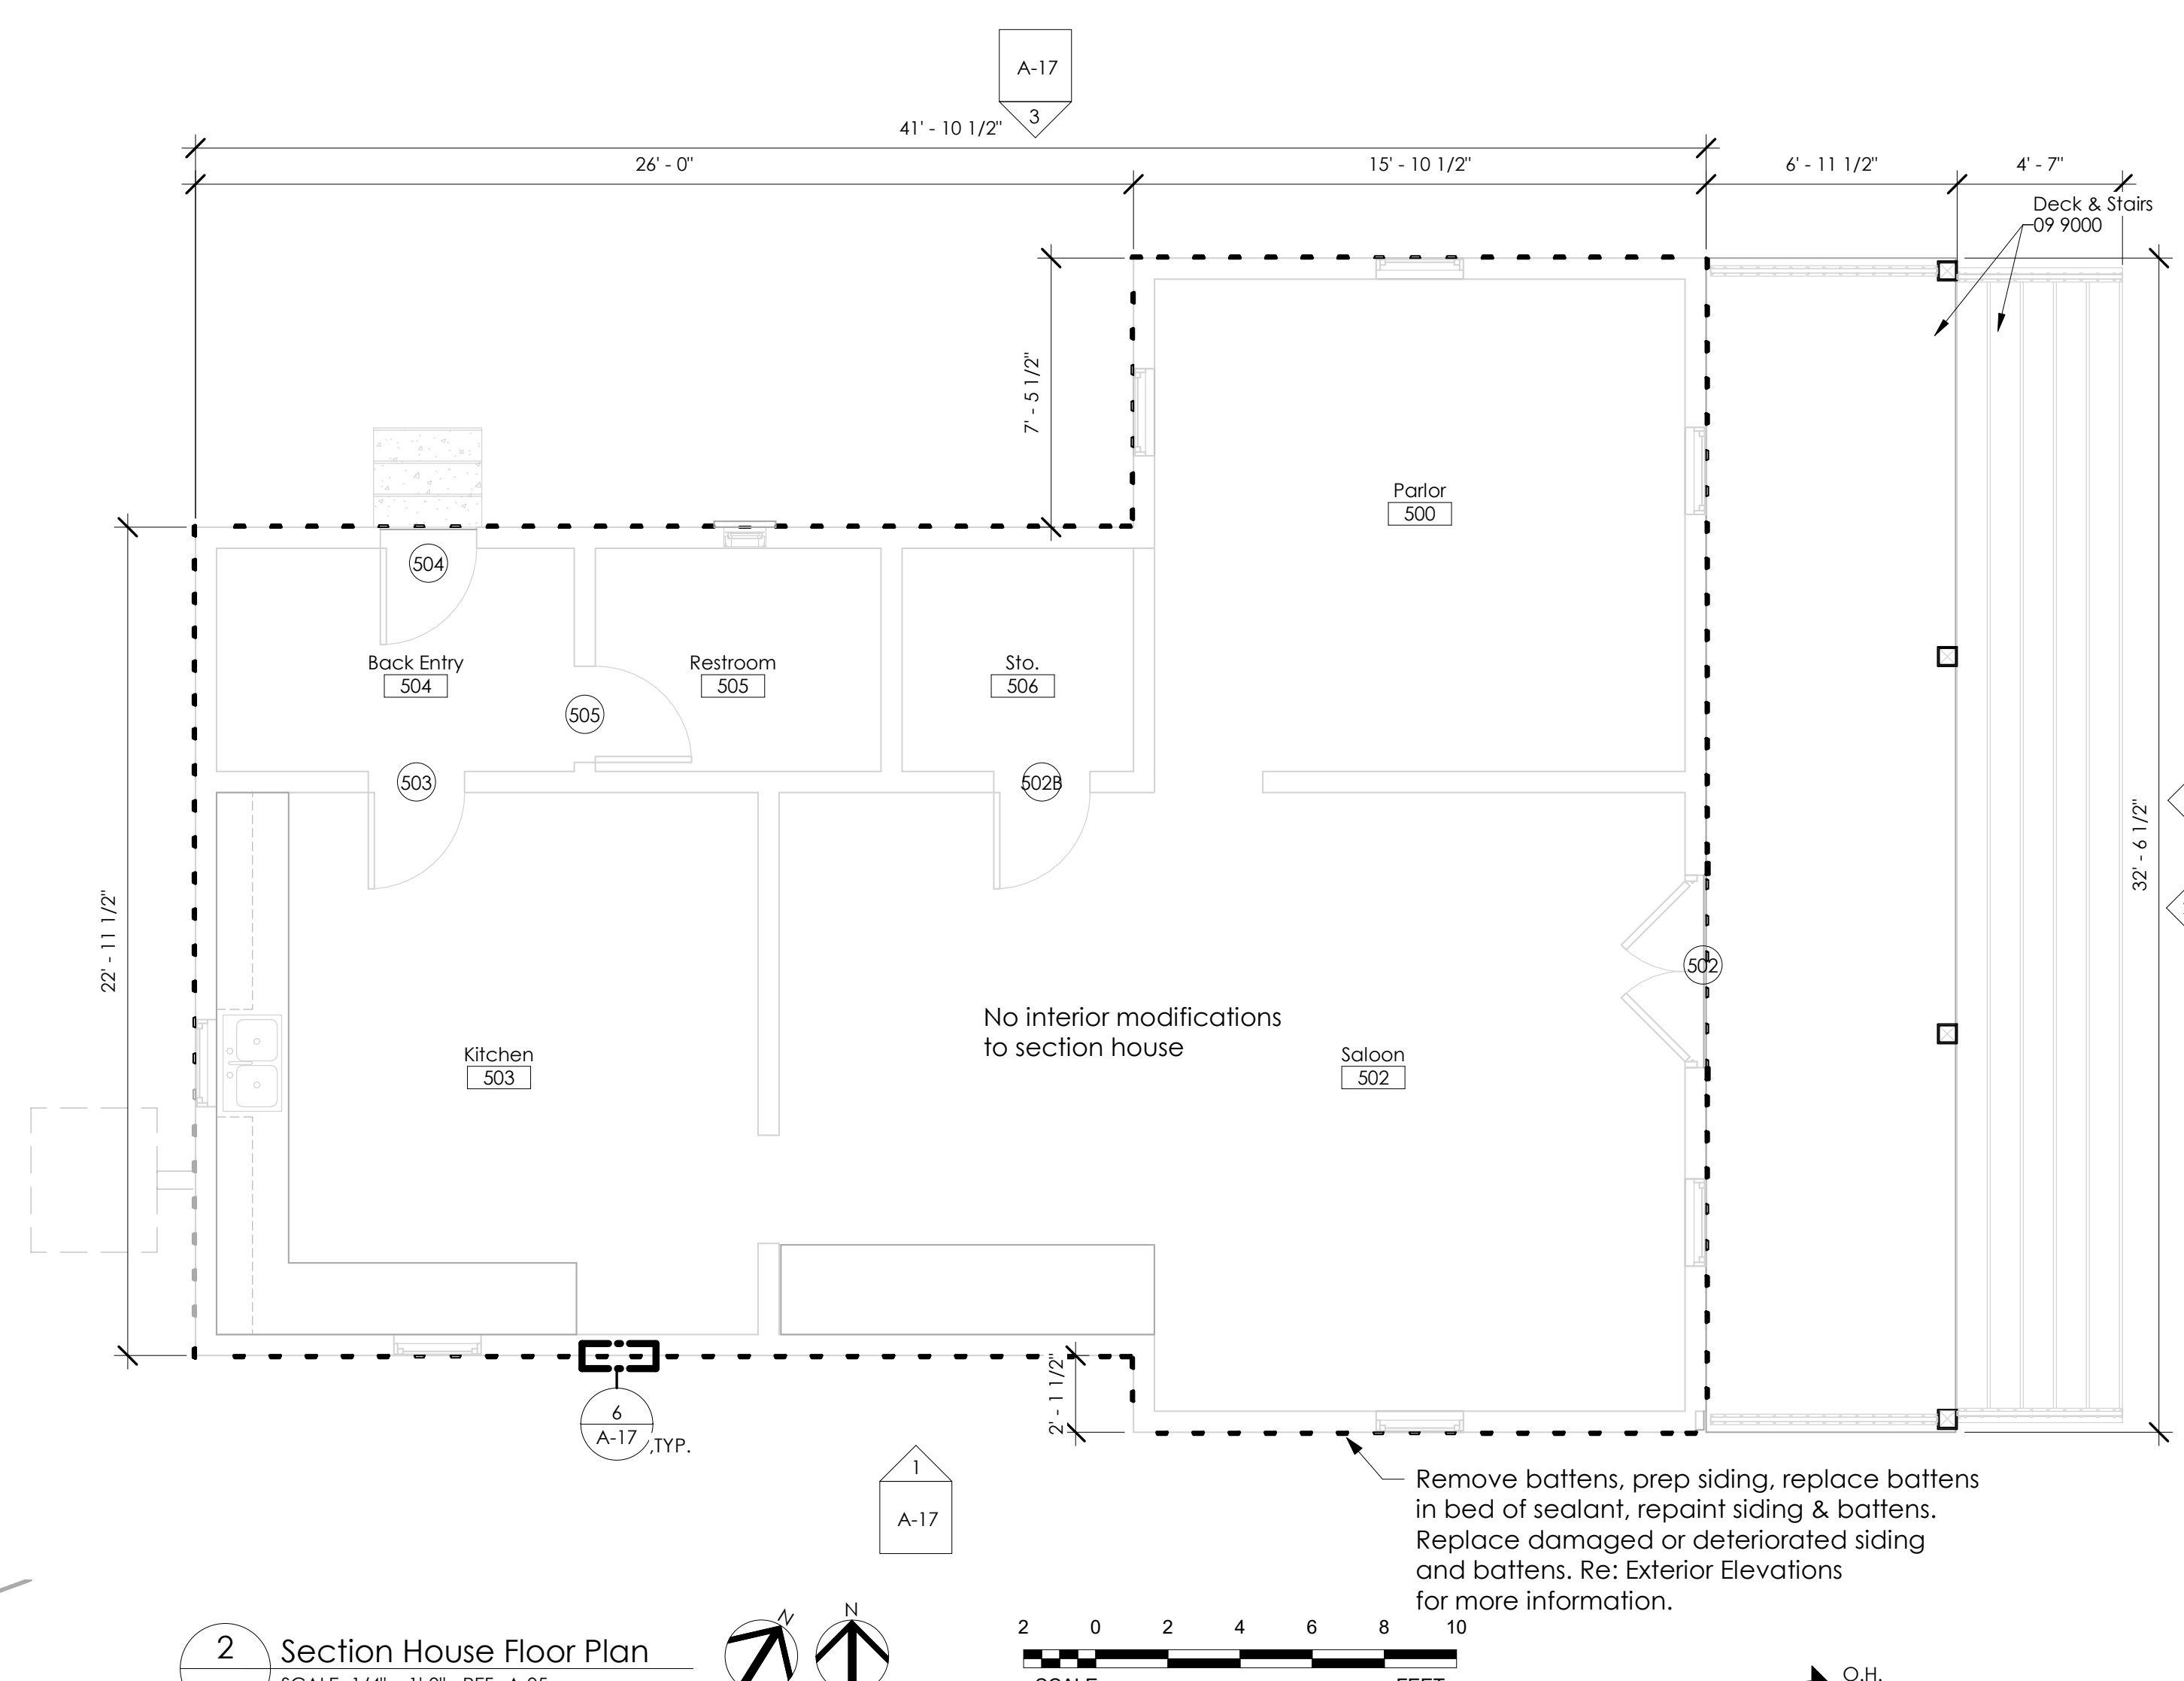 A-17
3
41' - 10 1/2"
26' - 0"
15' - 10 1/2"
6' - 11 1/2"
4' - 7"
Deck & Stairs
09 9000
7' - 5 1/2"
Parlor
500
504
Back Entry
504
Restroom
505
Sto.
506
505
503
502B
32' - 6 1/2"
22' - 11 1/2"
502
No interior modifications
to section house
Kitchen
503
Saloon
502
2' - 1 1/2"
6
A-17
,TYP.
1
A-17
Remove battens, prep siding, replace battens
in bed of sealant, repaint siding & battens.
Replace damaged or deteriorated siding
and battens. Re: Exterior Elevations
for more information.
2
Section House Floor Plan
N
N
2 0 2 4 6 8 10
O.H.